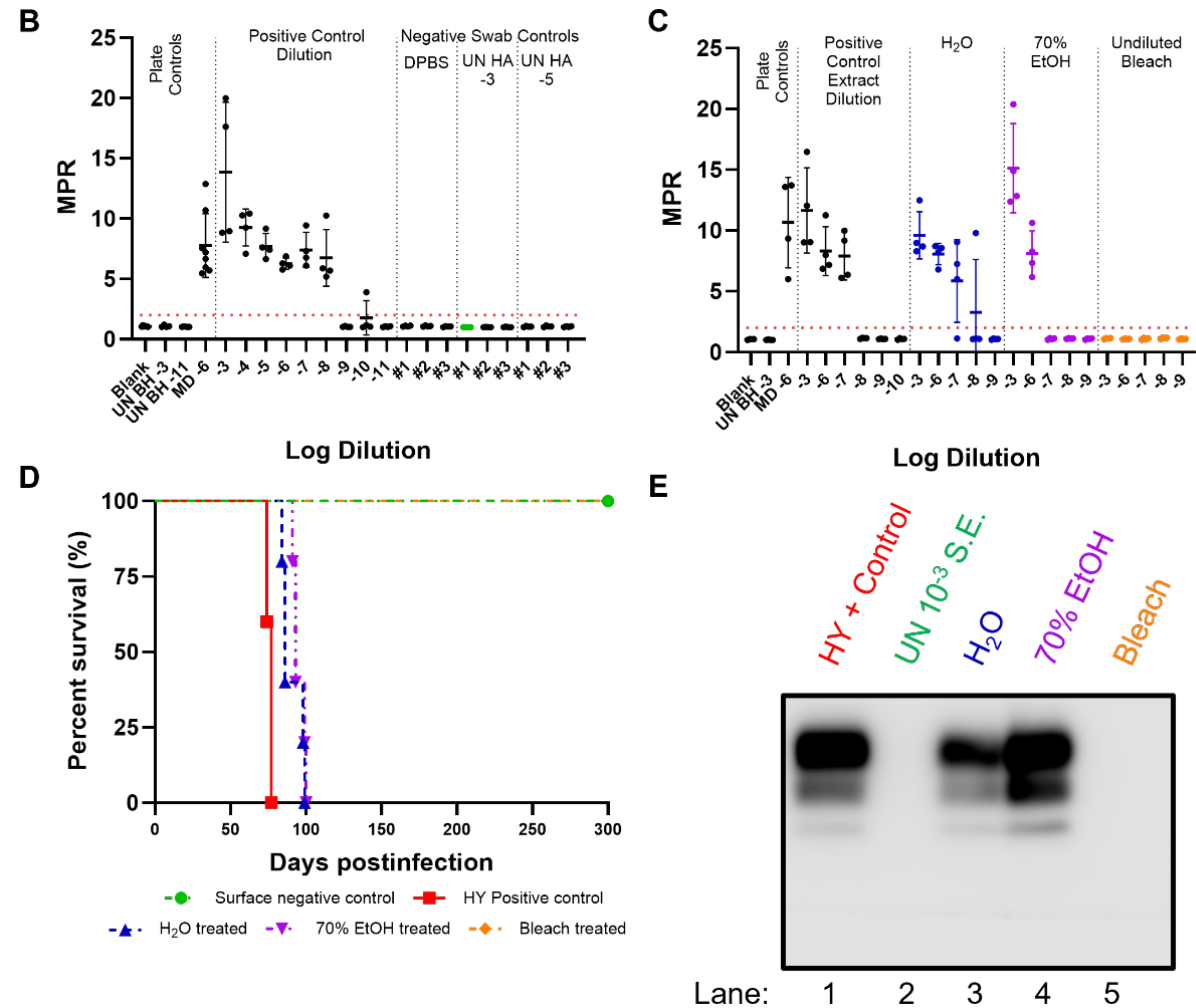 B
Plate
Controls
Positive Control
Dilution
Negative Swab Controls
DPBS
UN HA
-3
UN HA
-5
25
20
15
10
5
0
MPR
Blank
UN BH -3
UN BH -11
MD -6
-3
-4
-5
-6
-7
-8
-9
-10
-11
#1
#2
#3
#1
#2
#3
#1
#2
#3
Log Dilution
C
Plate
Controls
Positive
Control
Extract
Dilution
H2O
70%
EtOH
Undiluted
Bleach
25
20
15
10
5
0
MPR
Blank
UN BH -3
MD -6
-3
-6
-7
-8
-9
-10
-3
-6
-7
-8
-9
-3
-6
-7
-8
-9
-3
-6
-7
-8
-9
Log Dilution
D
100
75
50
25
0
Percent survival (%)
0 50 100 150 200 250 300
Days postinfection
Surface negative control
HY Positive control
H2O treated
70% EtOH treated
Bleach treated
E
HY + Control
UN 10-3 S.E.
H2O
70% EtOH
Bleach
Lane: 1 2 3 4 5